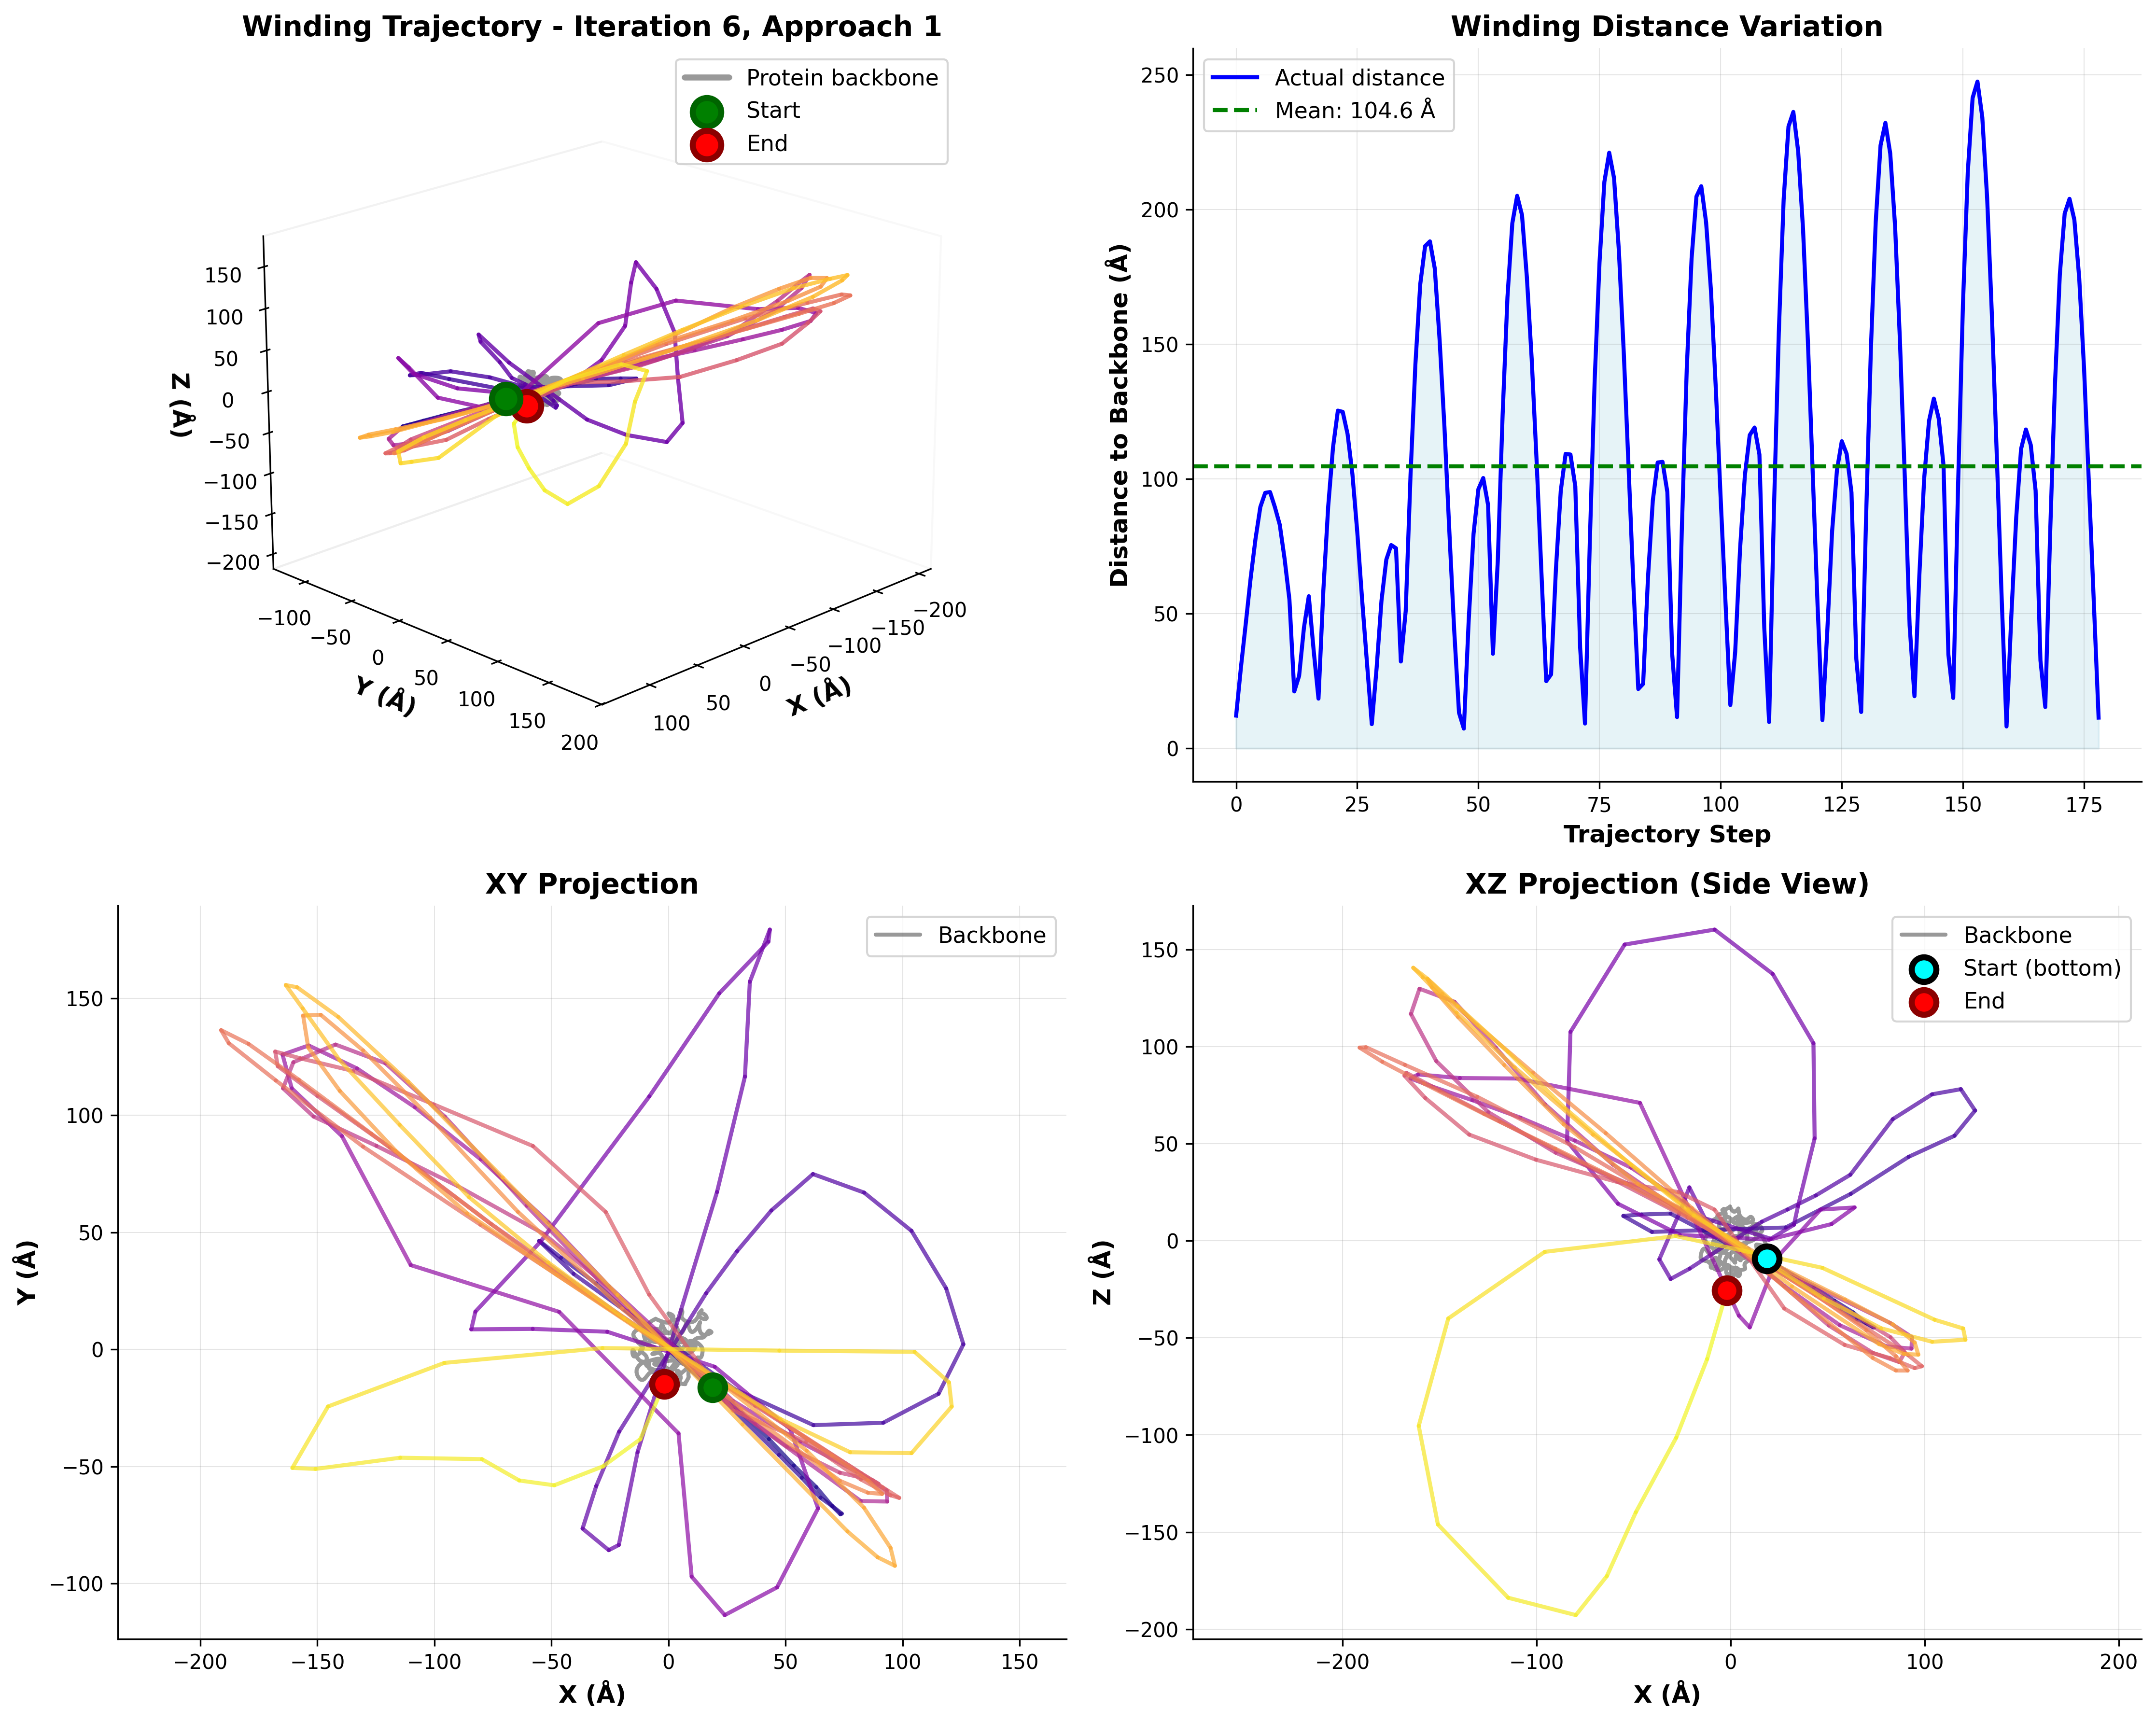 Winding Trajectory - Iteration 6, Approach 1
Protein backbone
Start
End
150
100
50
0
−50
−100
−150
−200
Z (Å)
−100
−50
0
50
100
150
200
Y (Å)
100
50
0
−50
−100
−150
−200
X (Å)
Winding Distance Variation
Actual distance
Mean: 104.6 Å
250
200
150
100
50
0
Distance to Backbone (Å)
0
25
50
75
100
125
150
175
Trajectory Step
XY Projection
Backbone
150
100
50
0
−50
−100
Y (Å)
−200
−150
−100
−50
0
50
100
150
X (Å)
XZ Projection (Side View)
Backbone
Start (bottom)
End
150
100
50
0
−50
−100
−150
−200
Z (Å)
−200
−100
0
100
200
X (Å)